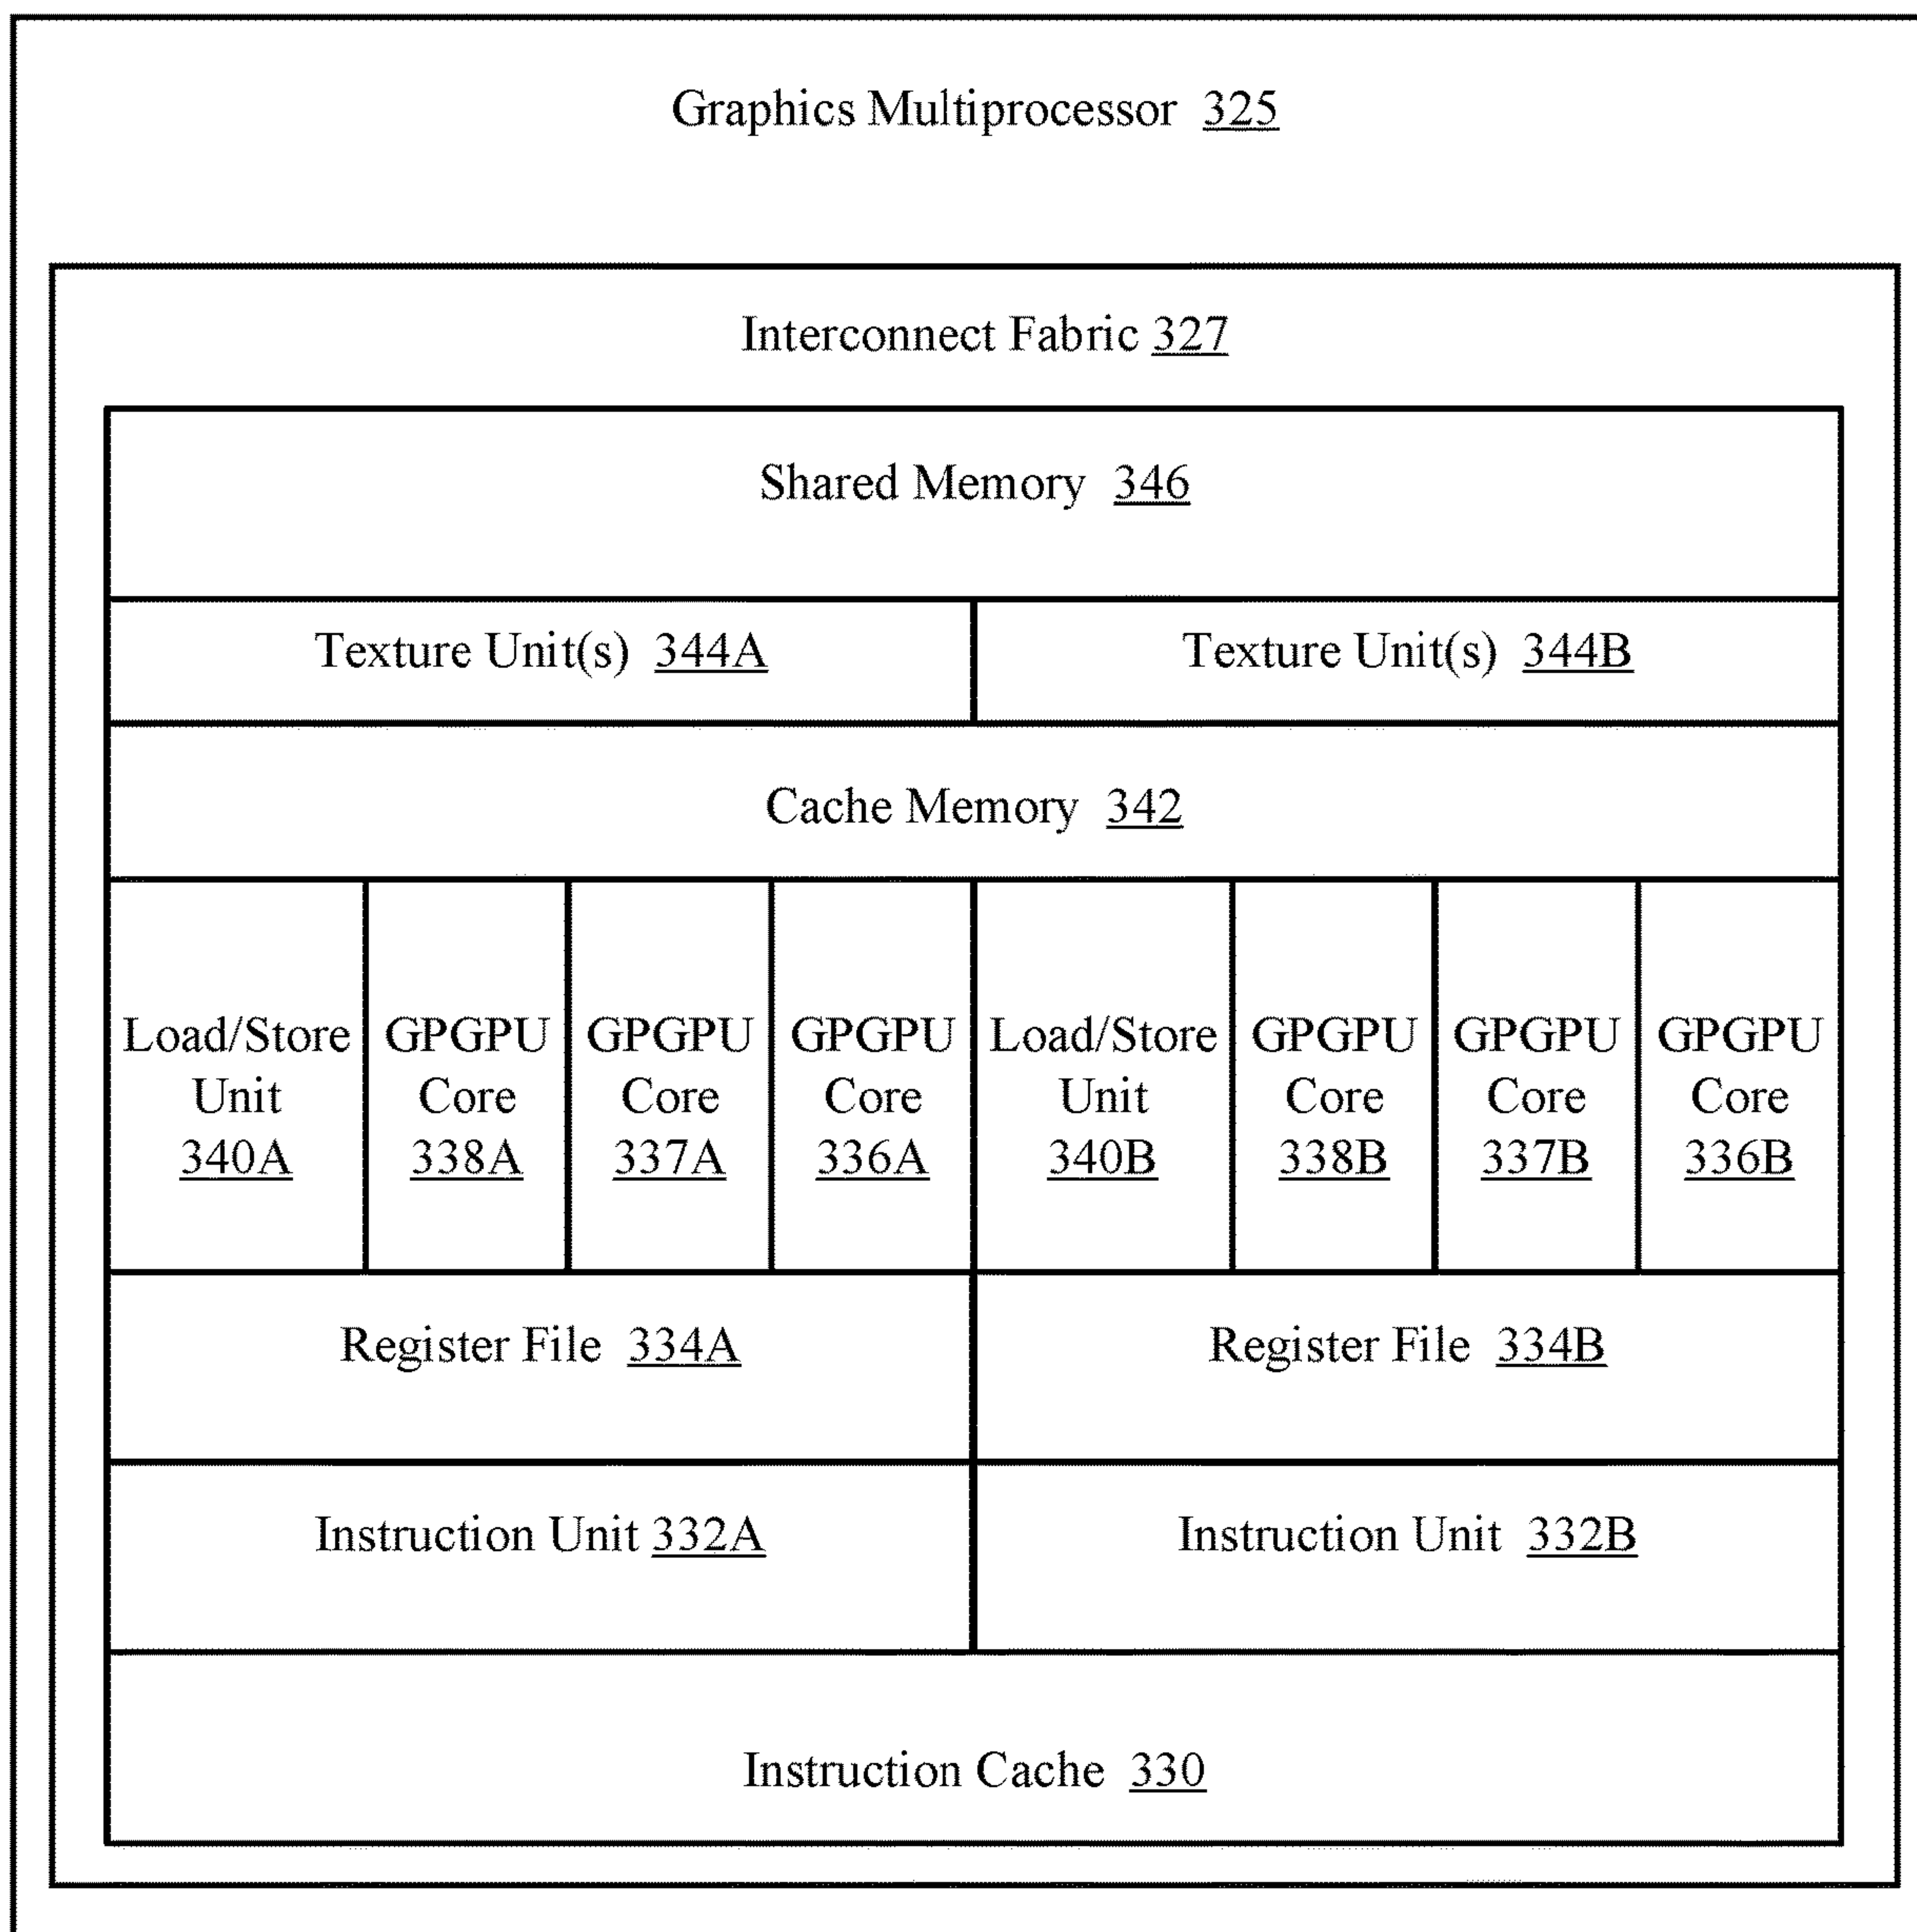 Graphics Multiprocessor 325
Interconnect Fabric 327
Shared Memory 346
Texture Unit(s) 344A
Texture Unit(s) 344B
Cache Memory 342
Load/Store
Unit
340A
GPGPU
Core
338A
GPGPU
Core
337A
GPGPU
Core
336A
Load/Store
Unit
340B
GPGPU
Core
338B
GPGPU
Core
337B
GPGPU
Core
336B
Register File 334A
Register File 334B
Instruction Unit 332A
Instruction Unit 332B
Instruction Cache 330